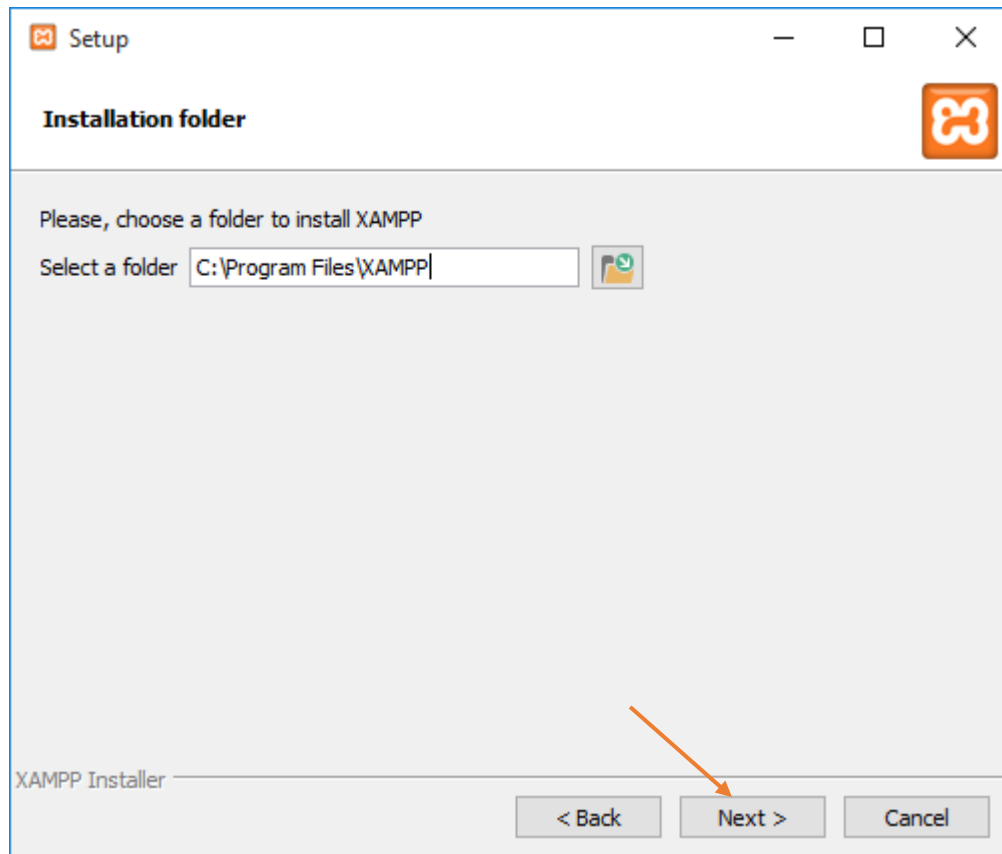 Setup
Installation folder
Please, choose a folder to install XAMPP
Select a folder C:\Program Files\XAMPP
XAMPP Installer
< Back Next > Cancel